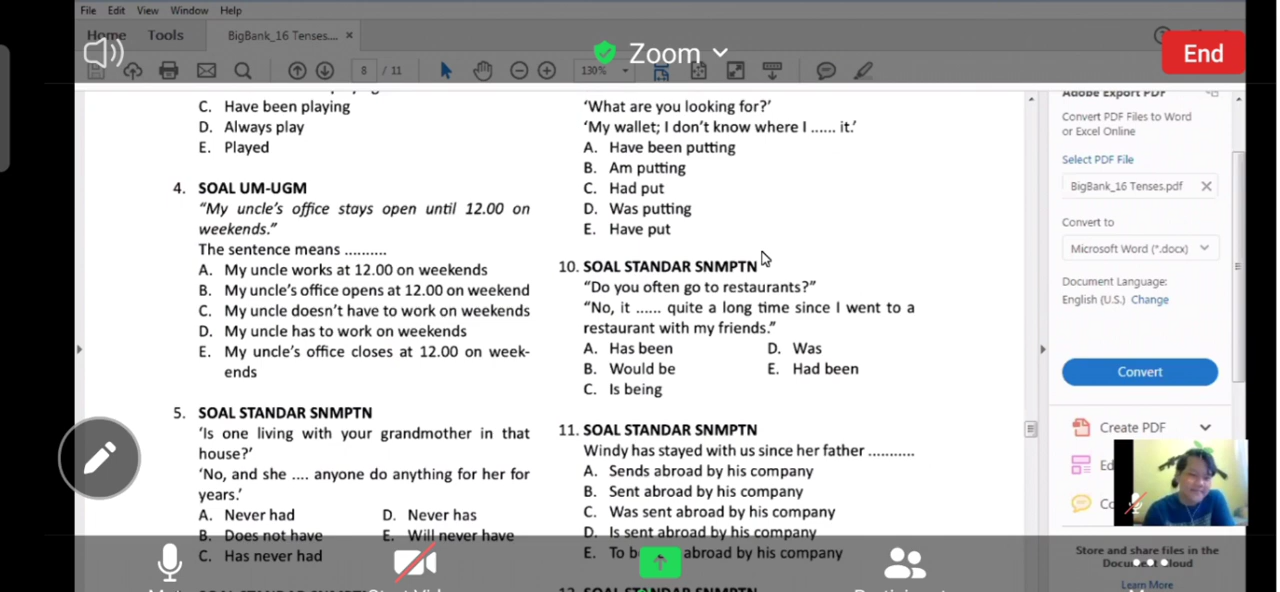 File Edit View Window Help
Home Tools BigBank_16 Tenses.... ×
Zoom
End
8 / 11
130%
C. Have been playing
D. Always play
E. Played
4. SOAL UM-UGM
"My uncle's office stays open until 12.00 on
weekends."
The sentence means ..........
A. My uncle works at 12.00 on weekends
B. My uncle's office opens at 12.00 on weekend
C. My uncle doesn't have to work on weekends
D. My uncle has to work on weekends
E. My uncle's office closes at 12.00 on week-
ends
5. SOAL STANDAR SNMPTN
'Is one living with your grandmother in that
house?'
'No, and she .... anyone do anything for her for
years.'
A. Never had D. Never has
B. Does not have E. Will never have
C. Has never had
'What are you looking for?'
'My wallet; I don't know where I ...... it.'
A. Have been putting
B. Am putting
C. Had put
D. Was putting
E. Have put
10. SOAL STANDAR SNMPTN
"Do you often go to restaurants?"
"No, it ...... quite a long time since I went to a
restaurant with my friends."
A. Has been D. Was
B. Would be E. Had been
C. Is being
11. SOAL STANDAR SNMPTN
Windy has stayed with us since her father ..........
A. Sends abroad by his company
B. Sent abroad by his company
C. Was sent abroad by his company
D. Is sent abroad by his company
E. To b abroad by his company
Adobe Export PDF
Convert PDF Files to Word
or Excel Online
Select PDF File
BigBank_16 Tenses.pdf ×
Convert to
Microsoft Word (*.docx)
Document Language:
English (U.S.) Change
Convert
Create PDF
Ed
Co
Store and share files in the
Document Cloud
Learn More